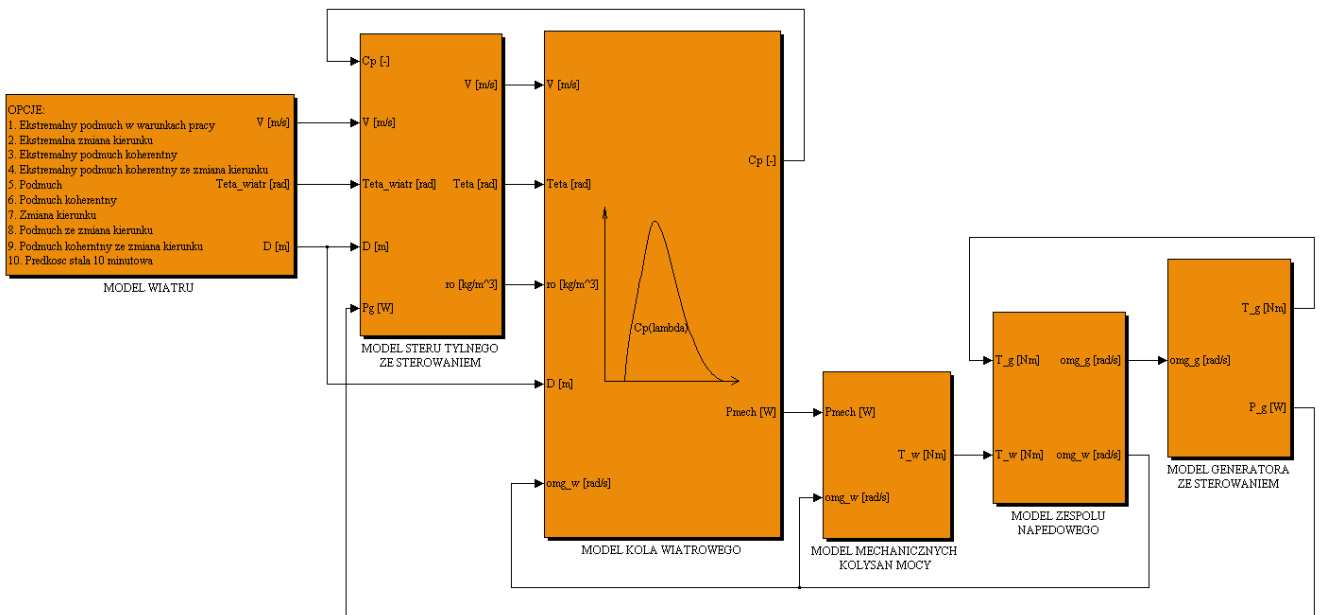 OPCJE:
1. Ekstremalny podmuch w warunkach pracy
2. Ekstremalna zmiana kierunku
3. Ekstremalny podmuch koherentny
4. Ekstremalny podmuch koherentny ze zmiana kierunku
5. Podmuch
6. Podmuch koherentny
7. Zmiana kierunku
8. Podmuch ze zmiana kierunku
9. Podmuch koherntny ze zmiana kierunku
10. Predkosc stala 10 minutowa
V [m/s]
Teta_wiatr [rad]
D [m]
MODEL WIATRU
Cp [-]
V [m/s]
Teta_wiatr [rad]
D [m]
Pg [W]
V [m/s]
Teta [rad]
ro [kg/m^3]
MODEL STERU TYLNEGO
ZE STEROWANIEM
V [m/s]
Teta [rad]
ro [kg/m^3]
D [m]
omg_w [rad/s]
Cp(lambda)
Cp [-]
Pmech [W]
MODEL KOLA WIATROWEGO
Pmech [W]
omg_w [rad/s]
T_w [Nm]
MODEL MECHANICZNYCH
KOLYSAN MOCY
T_g [Nm]
T_w [Nm]
omg_g [rad/s]
omg_w [rad/s]
MODEL ZESPOLU
NAPEDOWEGO
omg_g [rad/s]
T_g [Nm]
P_g [W]
MODEL GENERATORA
ZE STEROWANIEM